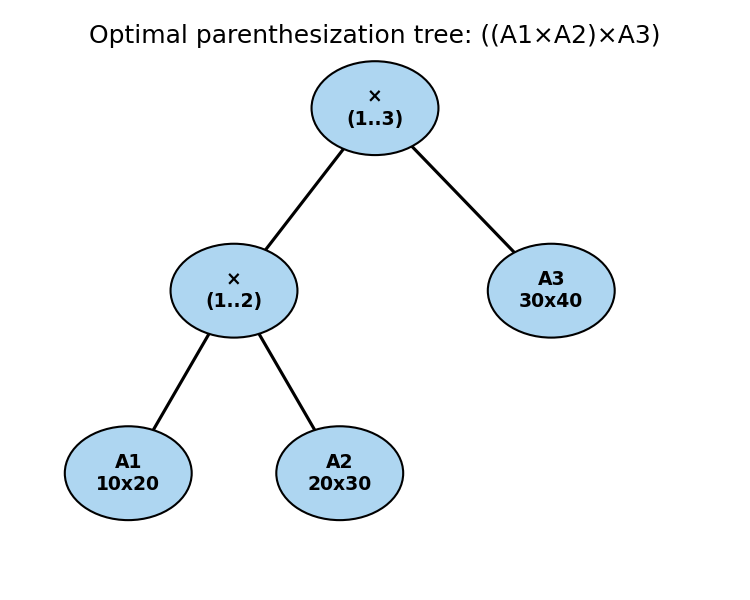 Optimal parenthesization tree: ((A1×A2)×A3)
×
(1..3)
×
(1..2)
A3
30x40
A1
10x20
A2
20x30